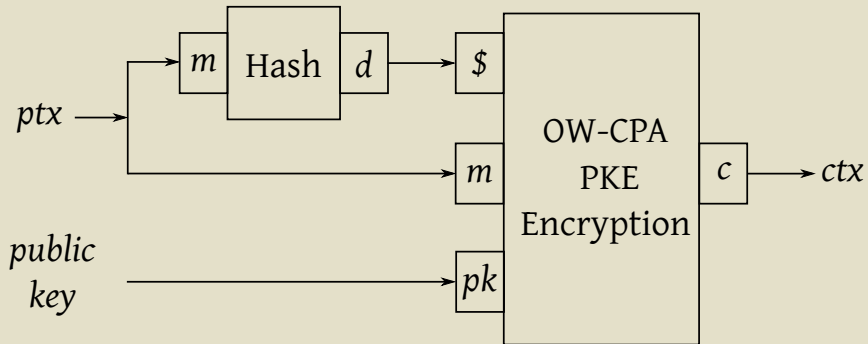 m
Hash
d
$
ptx
OW-CPA
PKE
Encryption
m
c
ctx
public
key
pk